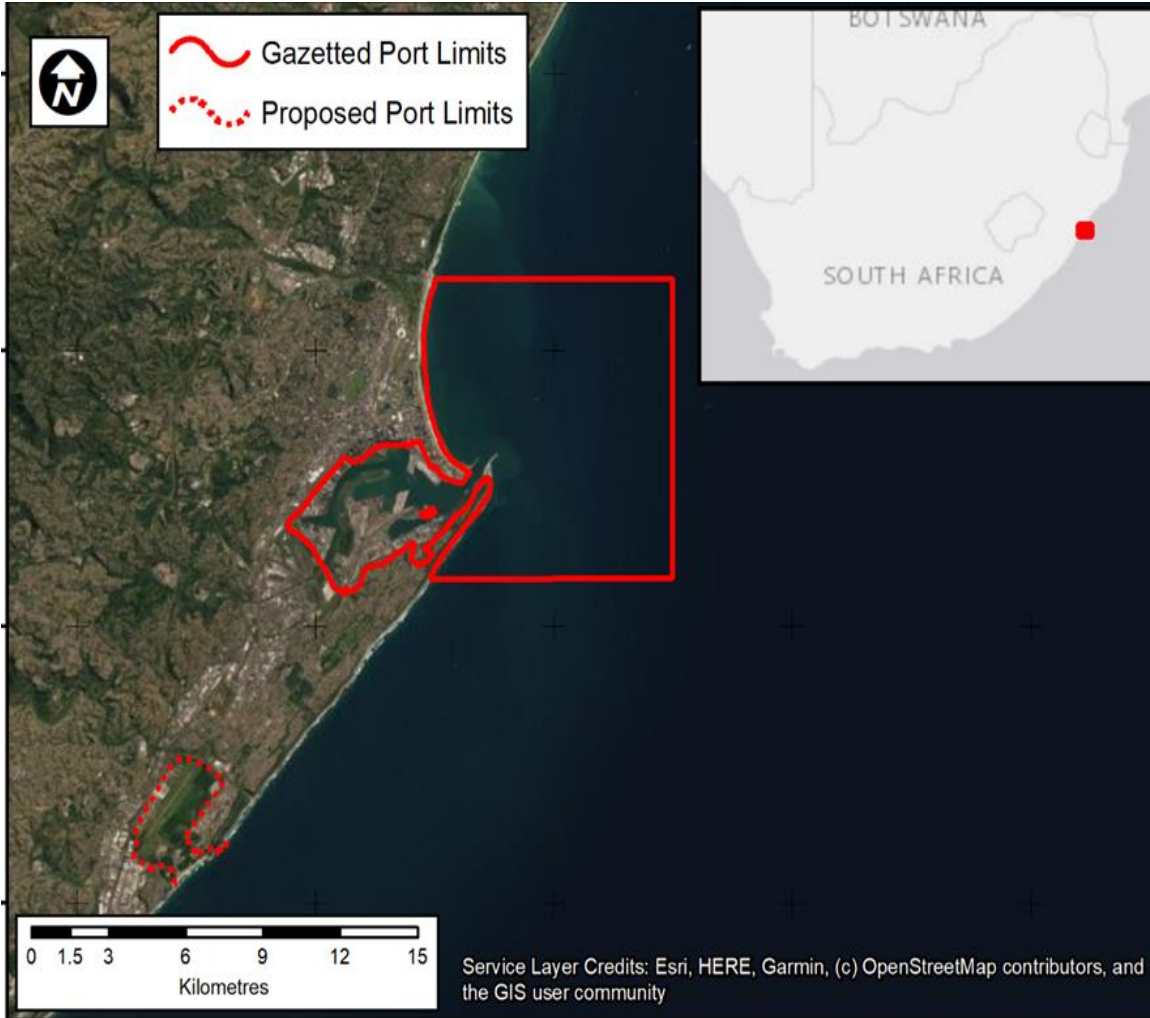 N
Gazetted Port Limits
Proposed Port Limits
BOTSWANA
SOUTH AFRICA
0 1.5 3 6 9 12 15
Kilometres
Service Layer Credits: Esri, HERE, Garmin, (c) OpenStreetMap contributors, and
the GIS user community